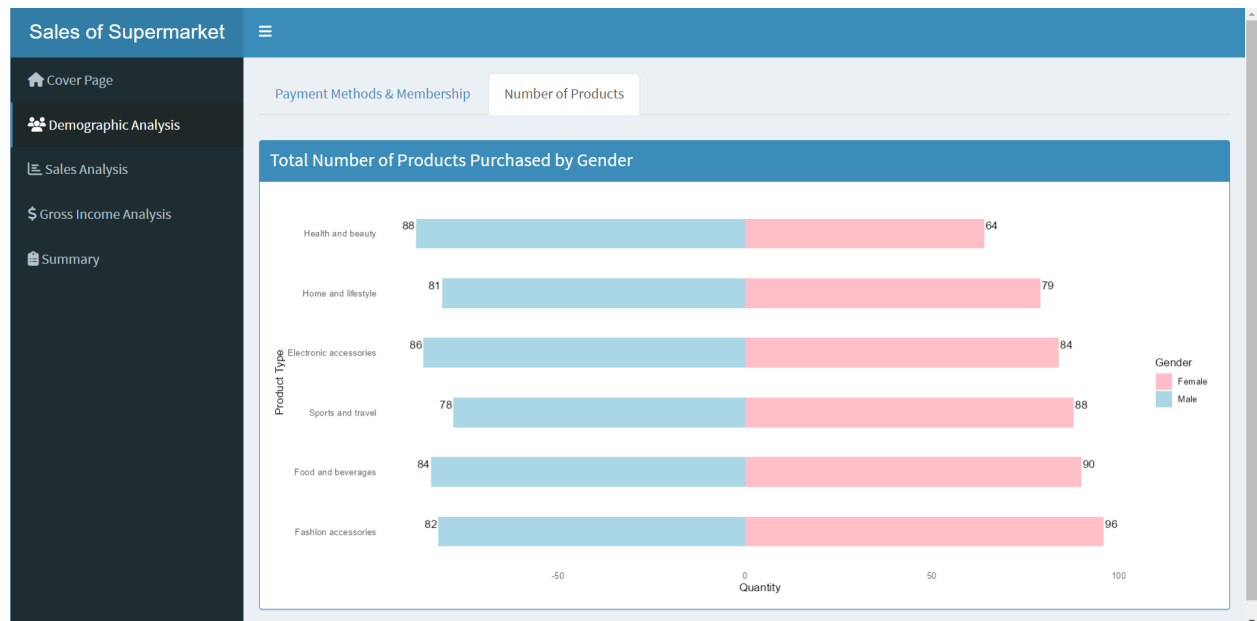 Sales of Supermarket
Cover Page
Demographic Analysis
Sales Analysis
Gross Income Analysis
Summary
Payment Methods & Membership
Number of Products
Total Number of Products Purchased by Gender
Product Type
Health and beauty
88
64
Home and lifestyle
81
79
Electronic accessories
86
84
Sports and travel
78
88
Food and beverages
84
90
Fashion accessories
82
96
-50
0
50
100
Quantity
Gender
Female
Male